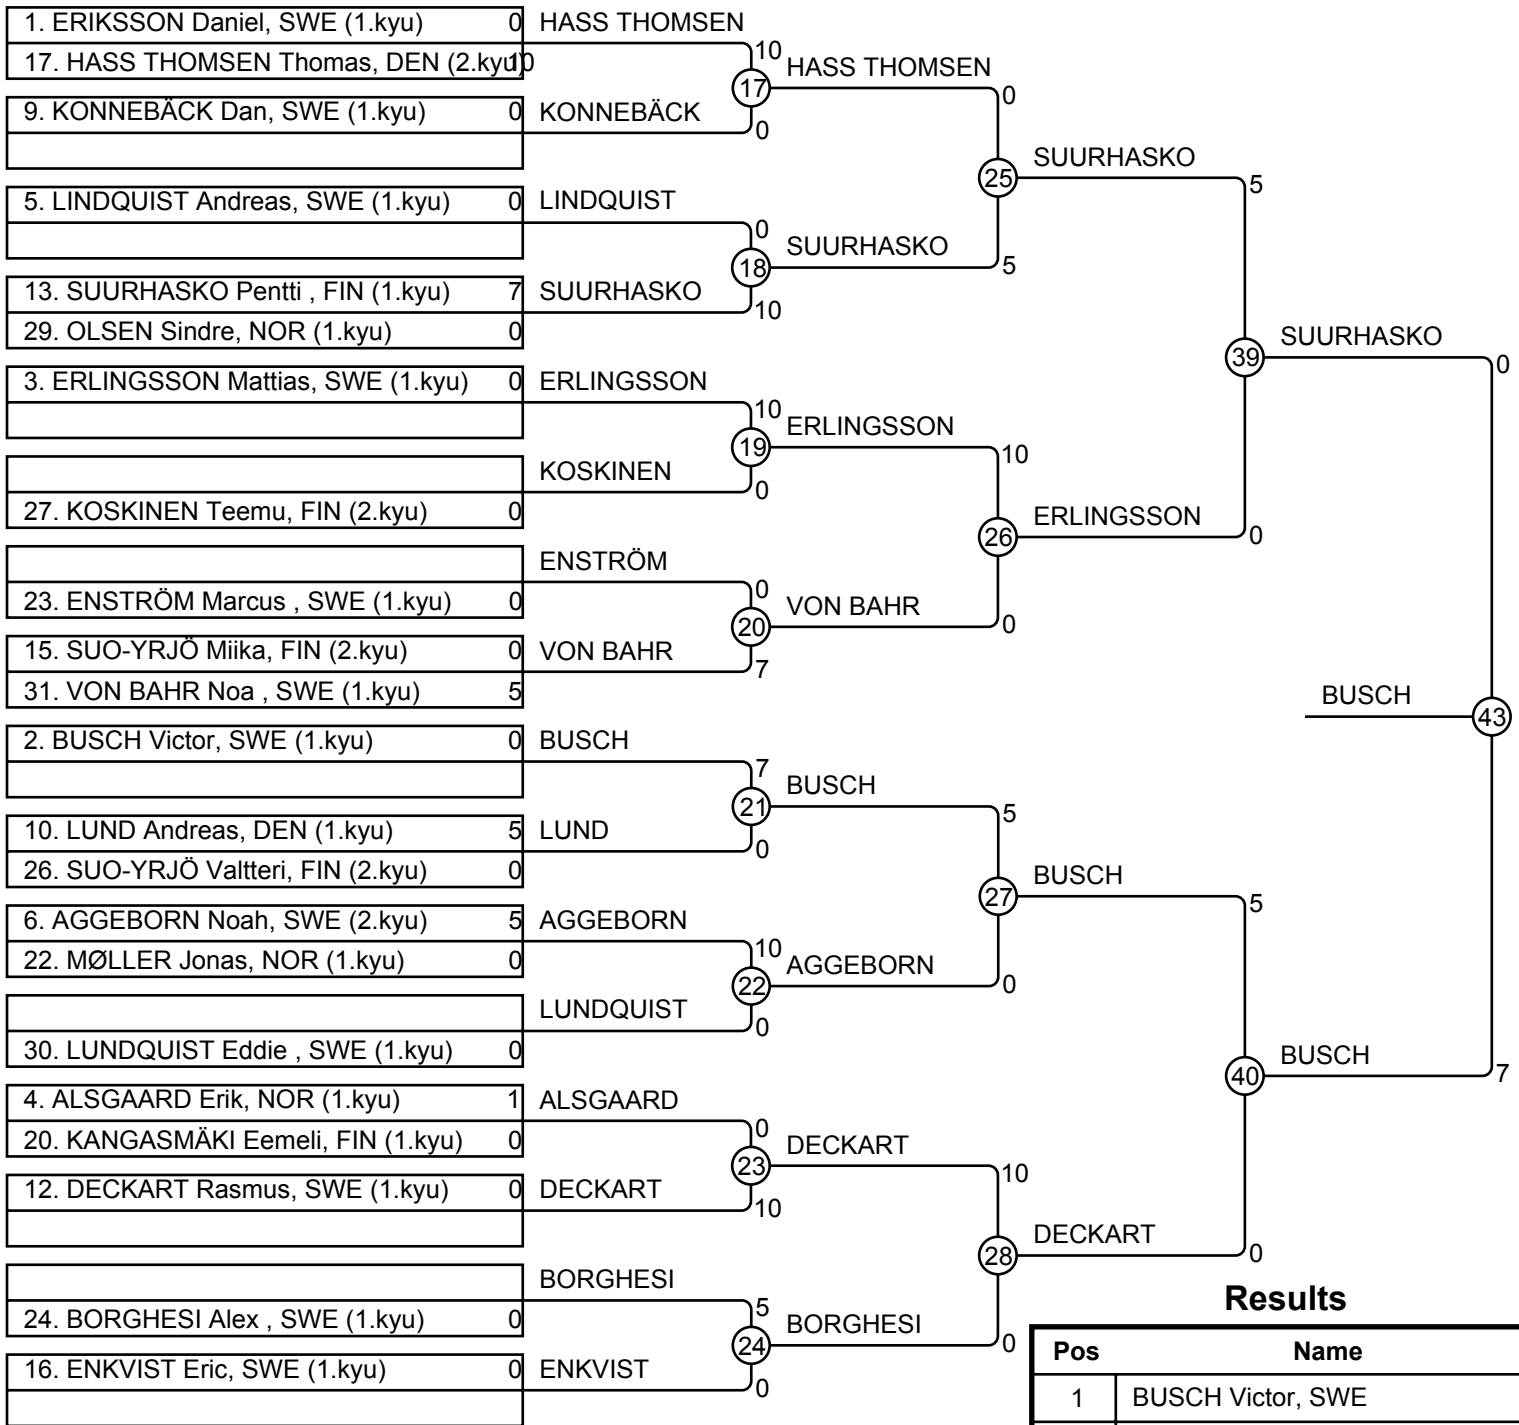 1. ERIKSSON Daniel, SWE (1.kyu) 0 HASS THOMSEN
17. HASS THOMSEN Thomas, DEN (2.kyu) 10
10
HASS THOMSEN
17
0
9. KONNEBÄCK Dan, SWE (1.kyu) 0 KONNEBÄCK
0
SUURHASKO
25
5
5. LINDQUIST Andreas, SWE (1.kyu) 0 LINDQUIST
0
SUURHASKO
18
5
13. SUURHASKO Pentti , FIN (1.kyu) 7 SUURHASKO
10
29. OLSEN Sindre, NOR (1.kyu) 0
SUURHASKO
39
0
3. ERLINGSSON Mattias, SWE (1.kyu) 0 ERLINGSSON
10
ERLINGSSON
19
10
KOSKINEN
0
27. KOSKINEN Teemu, FIN (2.kyu) 0
ERLINGSSON
26
0
ENSTRÖM
0
23. ENSTRÖM Marcus , SWE (1.kyu) 0
VON BAHR
20
0
15. SUO-YRJÖ Miika, FIN (2.kyu) 0 VON BAHR
7
31. VON BAHR Noa , SWE (1.kyu) 5
BUSCH
43
2. BUSCH Victor, SWE (1.kyu) 0 BUSCH
7
BUSCH
21
5
10. LUND Andreas, DEN (1.kyu) 5 LUND
0
26. SUO-YRJÖ Valtteri, FIN (2.kyu) 0
BUSCH
27
5
6. AGGEBORN Noah, SWE (2.kyu) 5 AGGEBORN
10
22. MØLLER Jonas, NOR (1.kyu) 0
AGGEBORN
22
0
LUNDQUIST
0
30. LUNDQUIST Eddie , SWE (1.kyu) 0
BUSCH
40
7
4. ALSGAARD Erik, NOR (1.kyu) 1 ALSGAARD
0
20. KANGASMÄKI Eemeli, FIN (1.kyu) 0
DECKART
23
10
12. DECKART Rasmus, SWE (1.kyu) 0 DECKART
10
DECKART
28
0
BORGHESI
5
24. BORGHESI Alex , SWE (1.kyu) 0
BORGHESI
24
0
16. ENKVIST Eric, SWE (1.kyu) 0 ENKVIST
0
Results
Pos Name
1 BUSCH Victor, SWE